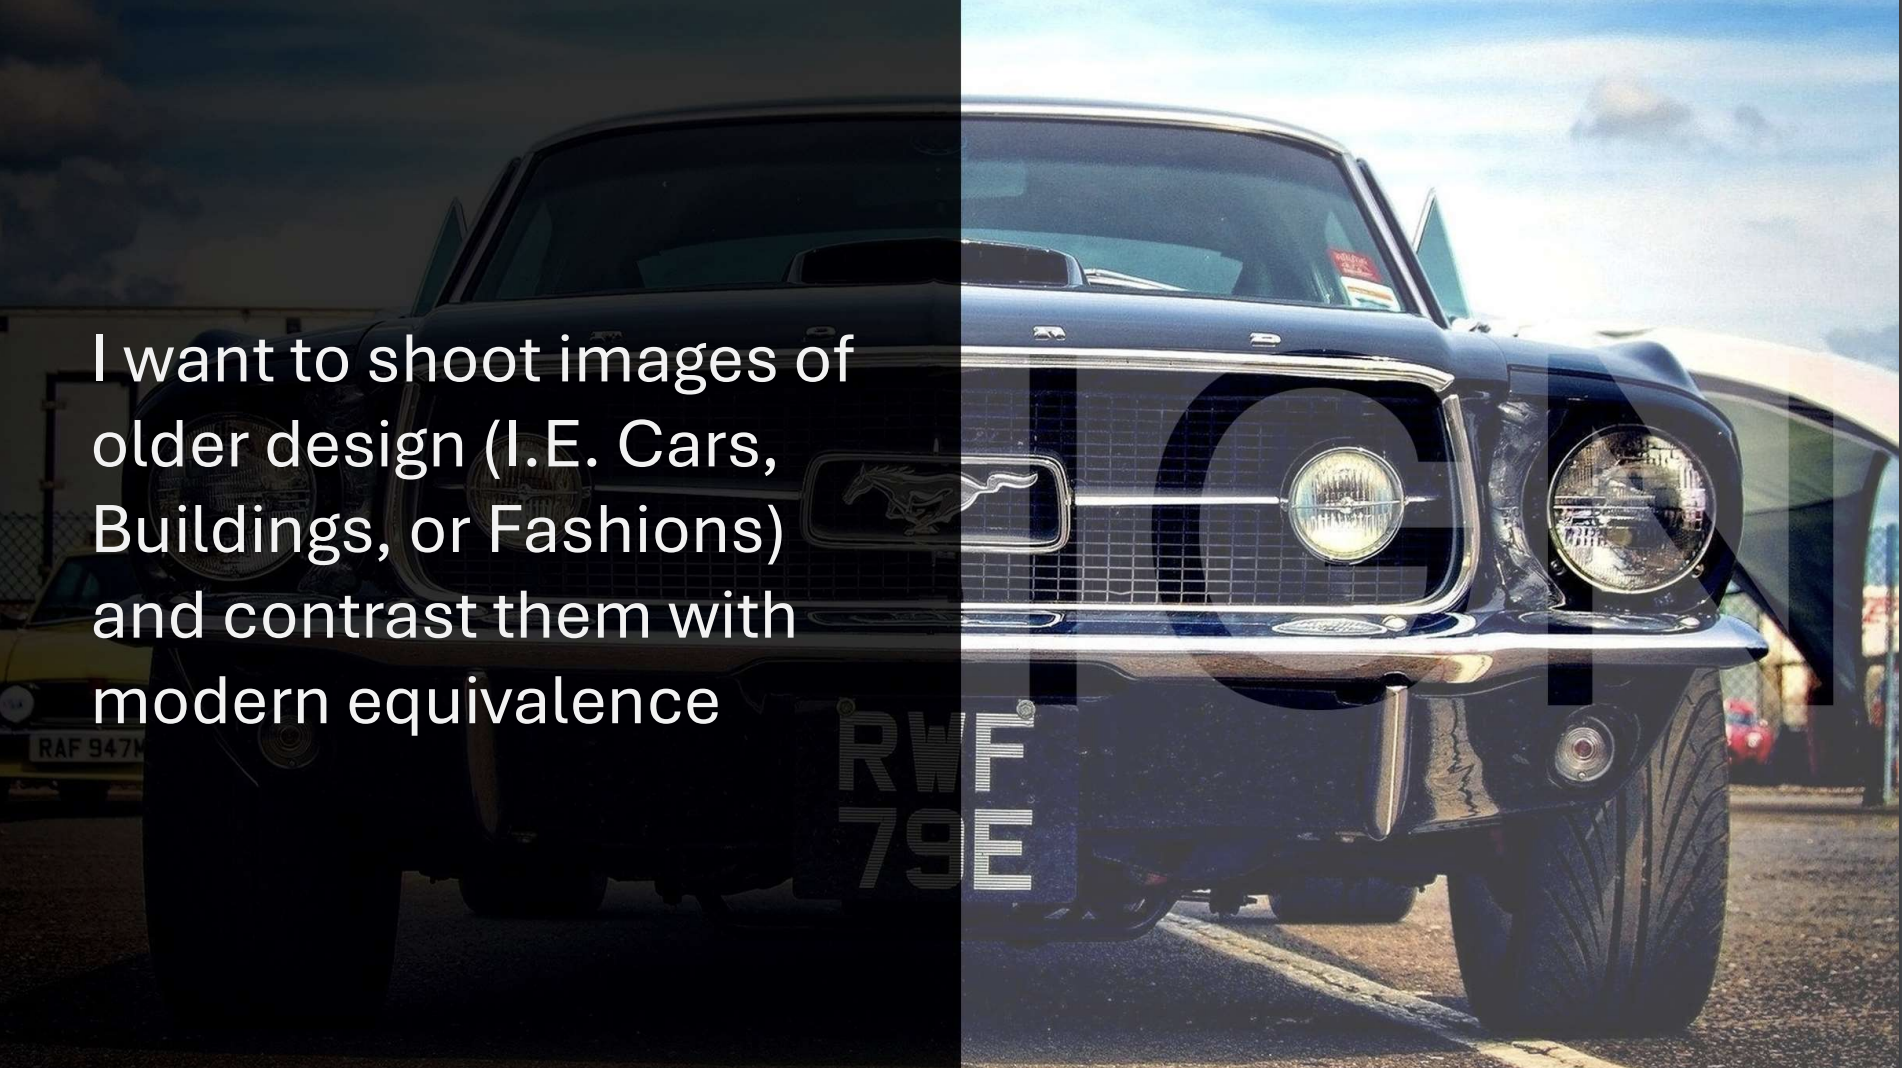 I want to shoot images of
older design (I.E. Cars,
Buildings, or Fashions)
and contrast them with
modern equivalence
IGN
RAF 947M
RWF
79E